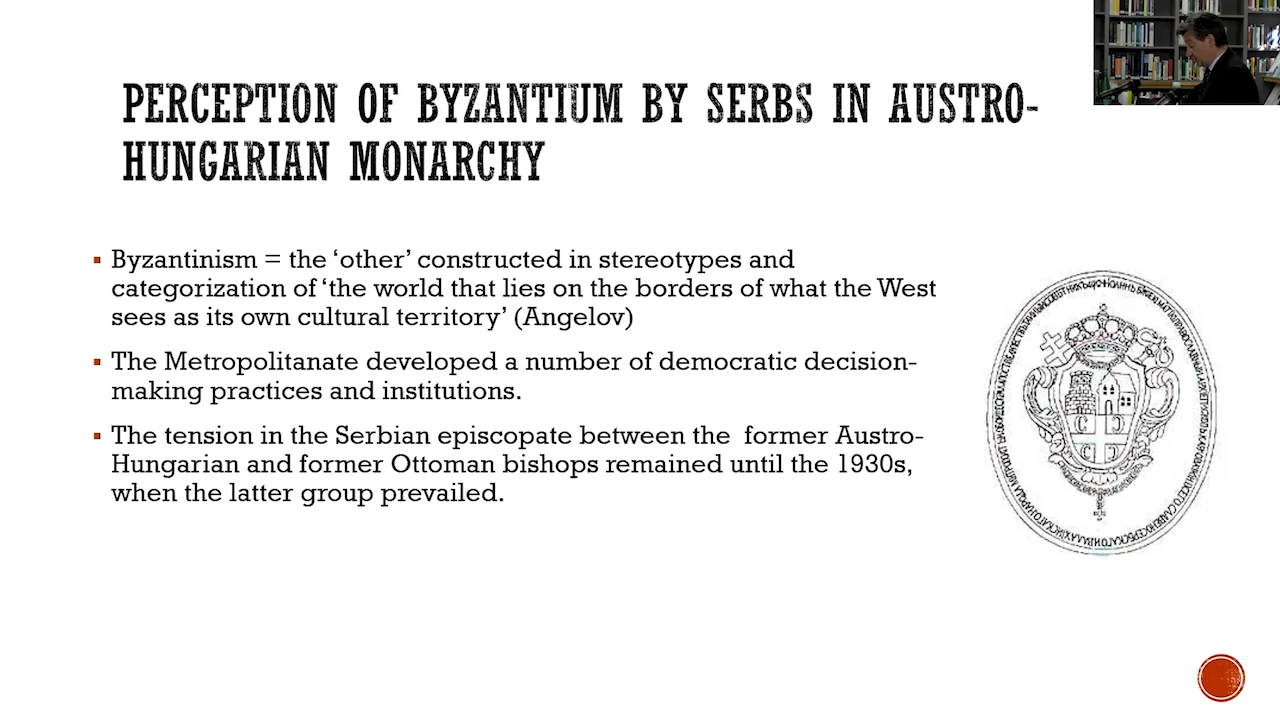 PERCEPTION OF BYZANTIUM BY SERBS IN AUSTRO-
HUNGARIAN MONARCHY
▪ Byzantinism = the ‘other’ constructed in stereotypes and
categorization of ‘the world that lies on the borders of what the West
sees as its own cultural territory’ (Angelov)
▪ The Metropolitanate developed a number of democratic decision-
making practices and institutions.
▪ The tension in the Serbian episcopate between the former Austro-
Hungarian and former Ottoman bishops remained until the 1930s,
when the latter group prevailed.